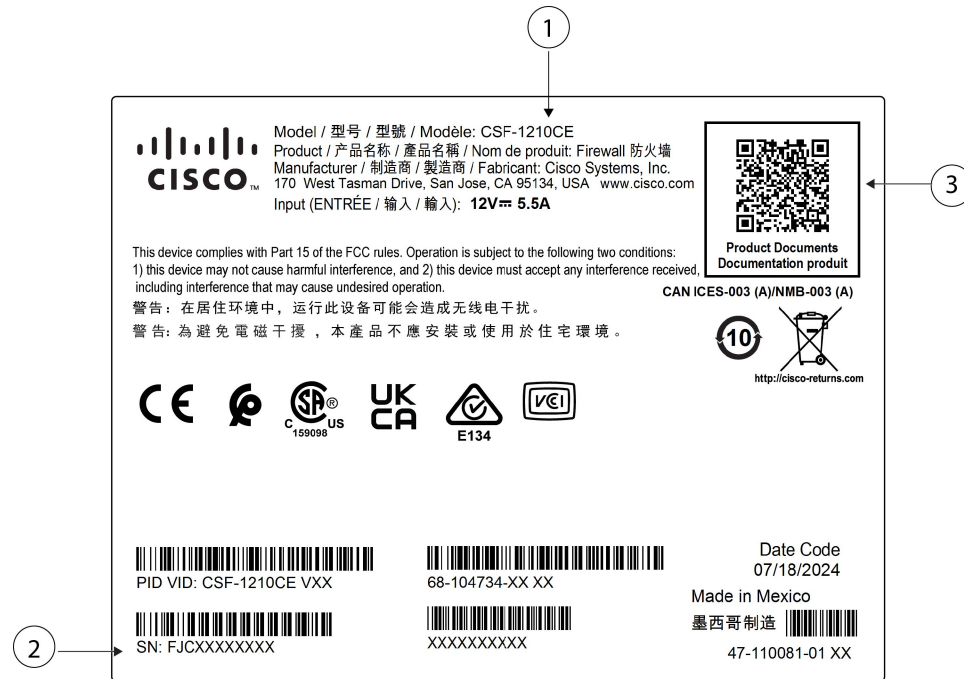 1
CISCO™
Model / 型号 / 型號 / Modèle: CSF-1210CE
Product / 产品名称 / 產品名稱 / Nom de produit: Firewall 防火墙
Manufacturer / 制造商 / 製造商 / Fabricant: Cisco Systems, Inc.
170 West Tasman Drive, San Jose, CA 95134, USA www.cisco.com
Input (ENTRÉE / 输入 / 輸入): 12V⎓ 5.5A
3
Product Documents
Documentation produit
This device complies with Part 15 of the FCC rules. Operation is subject to the following two conditions:
1) this device may not cause harmful interference, and 2) this device must accept any interference received,
including interference that may cause undesired operation.
警告: 在居住环境中, 运行此设备可能会造成无线电干扰。
警告: 為避免電磁干擾, 本產品不應安裝或使用於住宅環境。
CAN ICES-003 (A)/NMB-003 (A)
10
http://cisco-returns.com
CE
SA®
C US
159098
UK
CA
E134
VCI
PID VID: CSF-1210CE VXX
68-104734-XX XX
Date Code
07/18/2024
Made in Mexico
墨西哥制造
2
SN: FJCXXXXXXXX
XXXXXXXXXX
47-110081-01 XX